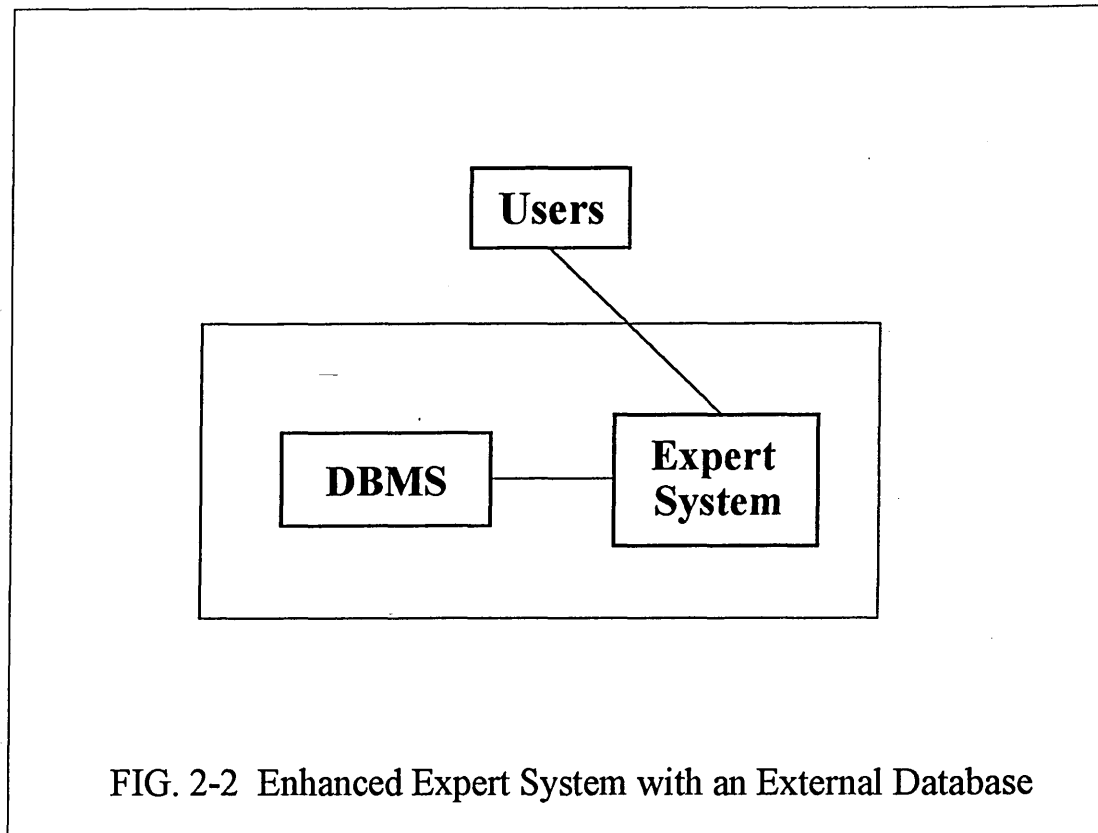 Users
DBMS
Expert
System
FIG. 2-2 Enhanced Expert System with an External Database